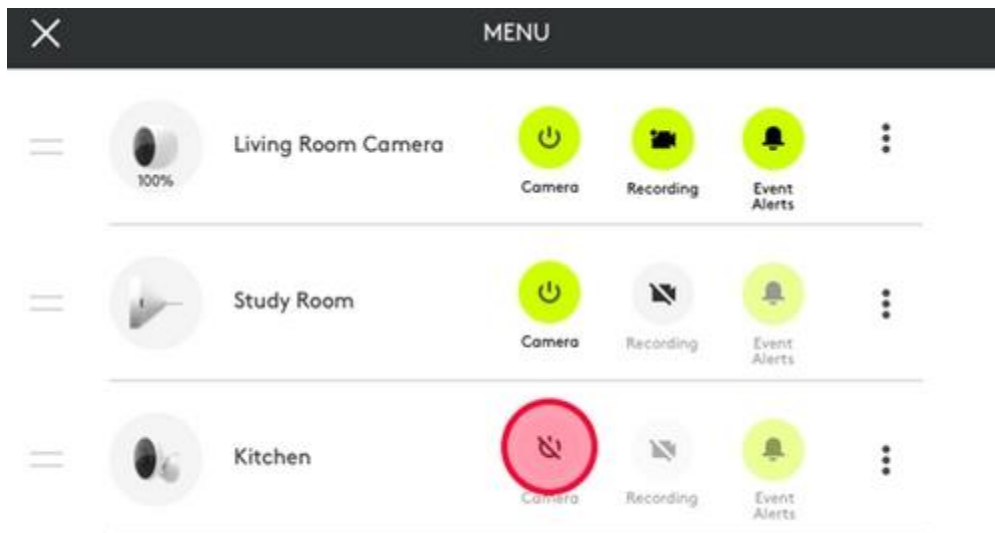 MENU
100%
Living Room Camera
Camera
Recording
Event
Alerts
Study Room
Camera
Recording
Event
Alerts
Kitchen
Camera
Recording
Event
Alerts